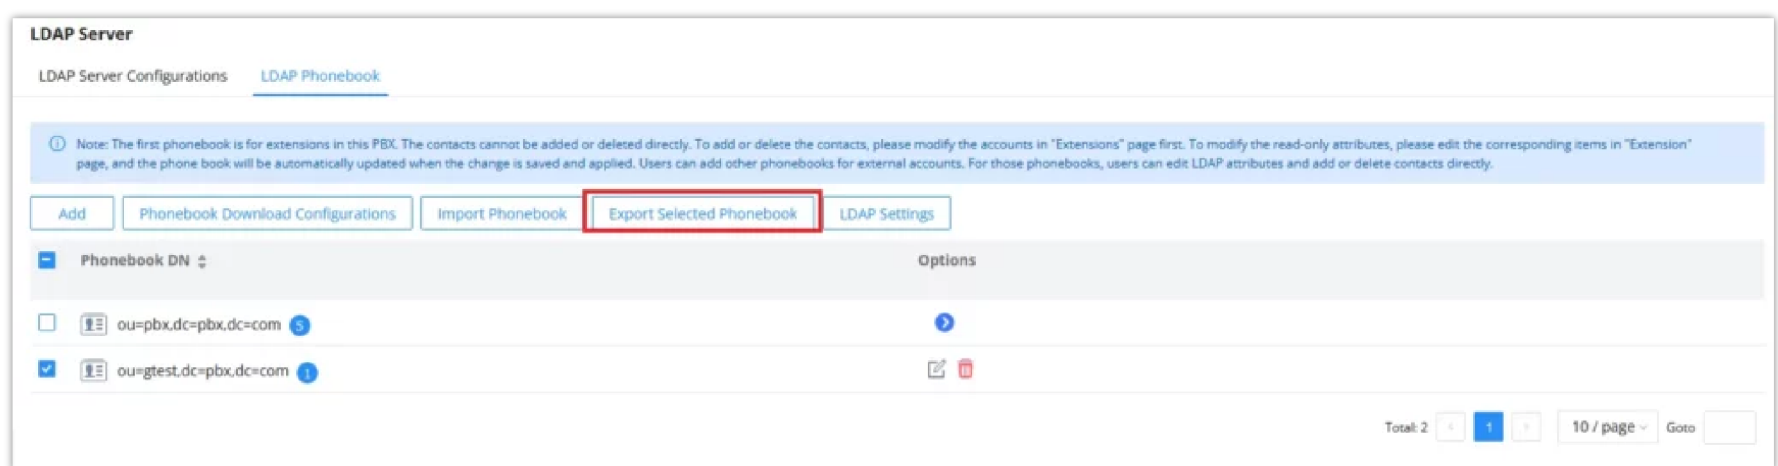 LDAP Server
LDAP Server Configurations LDAP Phonebook
Note: The first phonebook is for extensions in this PBX. The contacts cannot be added or deleted directly. To add or delete the contacts, please modify the accounts in "Extensions" page first. To modify the read-only attributes, please edit the corresponding items in "Extension"
page, and the phone book will be automatically updated when the change is saved and applied. Users can add other phonebooks for external accounts. For those phonebooks, users can edit LDAP attributes and add or delete contacts directly.
Add Phonebook Download Configurations Import Phonebook Export Selected Phonebook LDAP Settings
Phonebook DN Options
ou=pbx,dc=pbx,dc=com 5
ou=gtest,dc=pbx,dc=com 1
Total: 2 1 10 / page Goto